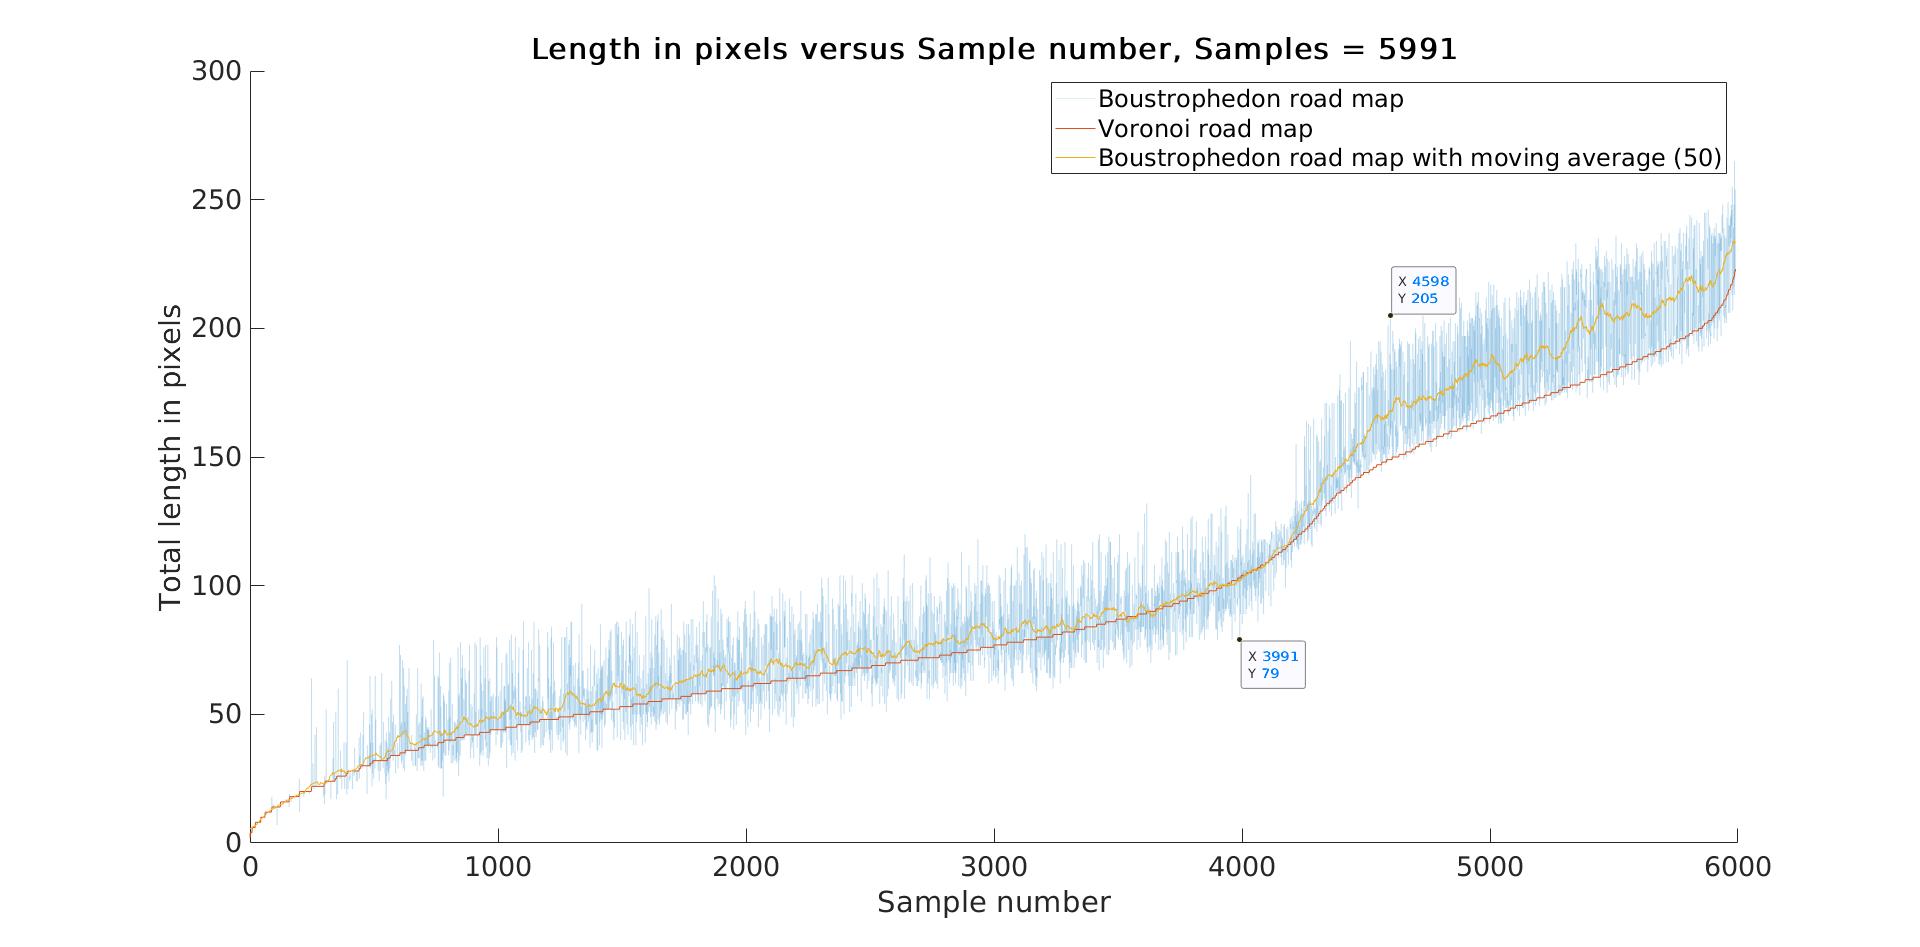 Length in pixels versus Sample number, Samples = 5991
300
250
200
150
100
50
0
Total length in pixels
Boustrophedon road map
Voronoi road map
Boustrophedon road map with moving average (50)
X 4598
Y 205
X 3991
Y 79
0 1000 2000 3000 4000 5000 6000
Sample number